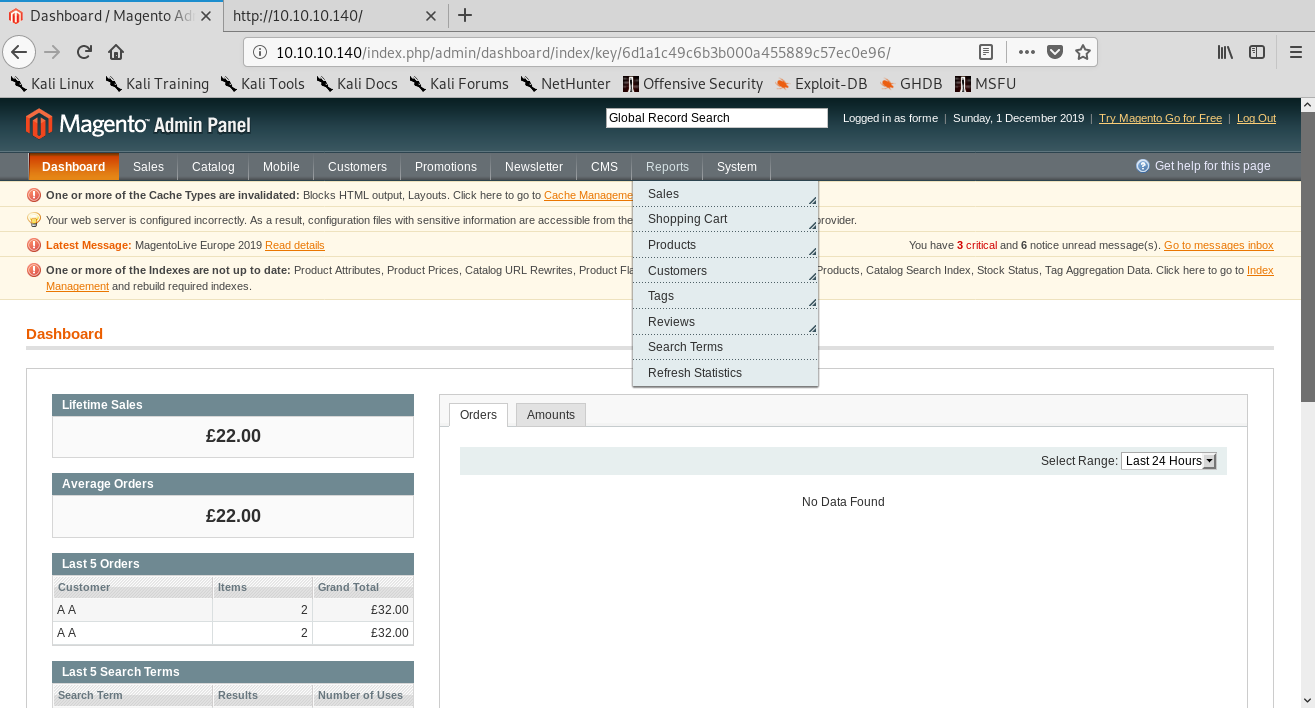 Dashboard / Magento Ad
http://10.10.10.140/
10.10.10.140/index.php/admin/dashboard/index/key/6d1a1c49c6b3b000a455889c57ec0e96/
Kali Linux Kali Training Kali Tools Kali Docs Kali Forums NetHunter Offensive Security Exploit-DB GHDB MSFU
Magento™ Admin Panel
Global Record Search
Logged in as forme | Sunday, 1 December 2019 | Try Magento Go for Free | Log Out
Dashboard Sales Catalog Mobile Customers Promotions Newsletter CMS Reports System
Get help for this page
One or more of the Cache Types are invalidated: Blocks HTML output, Layouts. Click here to go to Cache Manageme
Your web server is configured incorrectly. As a result, configuration files with sensitive information are accessible from the provider.
Latest Message: MagentoLive Europe 2019 Read details
You have 3 critical and 6 notice unread message(s). Go to messages inbox
One or more of the Indexes are not up to date: Product Attributes, Product Prices, Catalog URL Rewrites, Product Fla Products, Catalog Search Index, Stock Status, Tag Aggregation Data. Click here to go to Index
Management and rebuild required indexes.
Sales
Shopping Cart
Products
Customers
Tags
Reviews
Search Terms
Refresh Statistics
Dashboard
Lifetime Sales
£22.00
Average Orders
£22.00
Last 5 Orders
Customer Items Grand Total
A A 2 £32.00
A A 2 £32.00
Last 5 Search Terms
Search Term Results Number of Uses
Orders Amounts
Select Range: Last 24 Hours
No Data Found